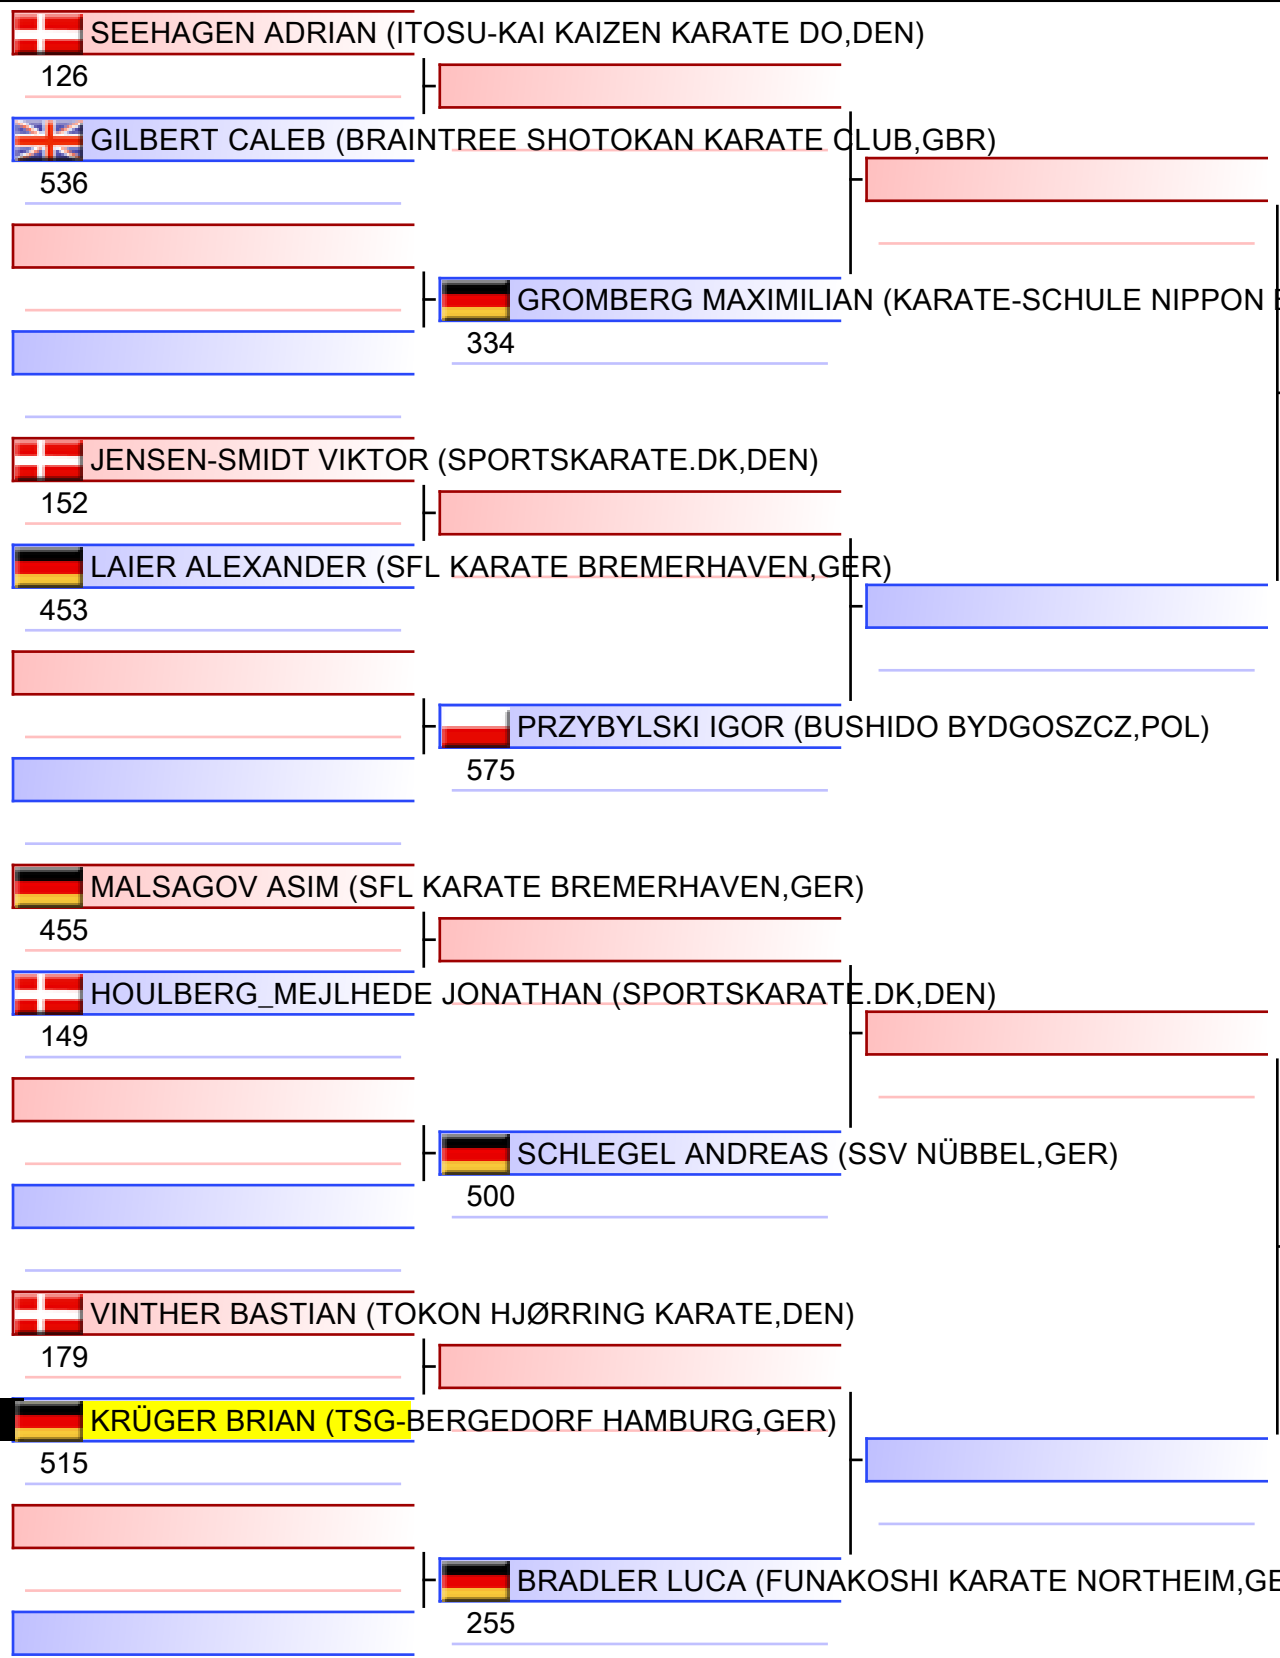 SEEHAGEN ADRIAN (ITOSU-KAI KAIZEN KARATE DO,DEN)
126
GILBERT CALEB (BRAINTREE SHOTOKAN KARATE CLUB,GBR)
536
GROMBERG MAXIMILIAN (KARATE-SCHULE NIPPON
334
JENSEN-SMIDT VIKTOR (SPORTSKARATE.DK,DEN)
152
LAIER ALEXANDER (SFL KARATE BREMERHAVEN,GER)
453
PRZYBYLSKI IGOR (BUSHIDO BYDGOSZCZ,POL)
575
MALSAGOV ASIM (SFL KARATE BREMERHAVEN,GER)
455
HOULBERG_MEJLHEDE JONATHAN (SPORTSKARATE.DK,DEN)
149
SCHLEGEL ANDREAS (SSV NÜBBEL,GER)
500
VINTHER BASTIAN (TOKON HJØRRING KARATE,DEN)
179
KRÜGER BRIAN (TSG-BERGEDORF HAMBURG,GER)
515
BRADLER LUCA (FUNAKOSHI KARATE NORTHEIM,GE
255